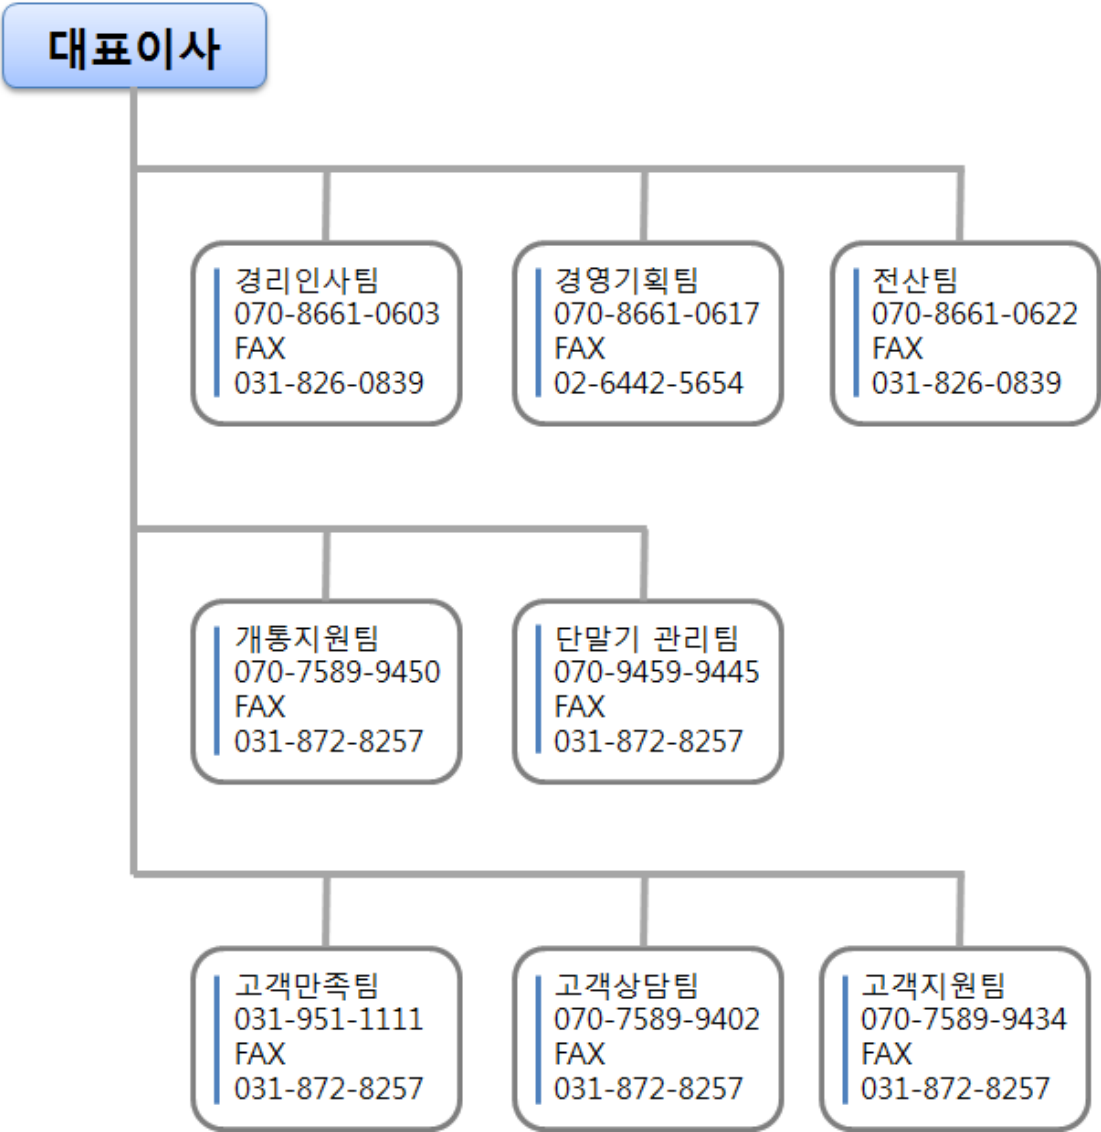 대표이사
경리인사팀
070-8661-0603
FAX
031-826-0839
경영기획팀
070-8661-0617
FAX
02-6442-5654
전산팀
070-8661-0622
FAX
031-826-0839
개통지원팀
070-7589-9450
FAX
031-872-8257
단말기 관리팀
070-9459-9445
FAX
031-872-8257
고객만족팀
031-951-1111
FAX
031-872-8257
고객상담팀
070-7589-9402
FAX
031-872-8257
고객지원팀
070-7589-9434
FAX
031-872-8257